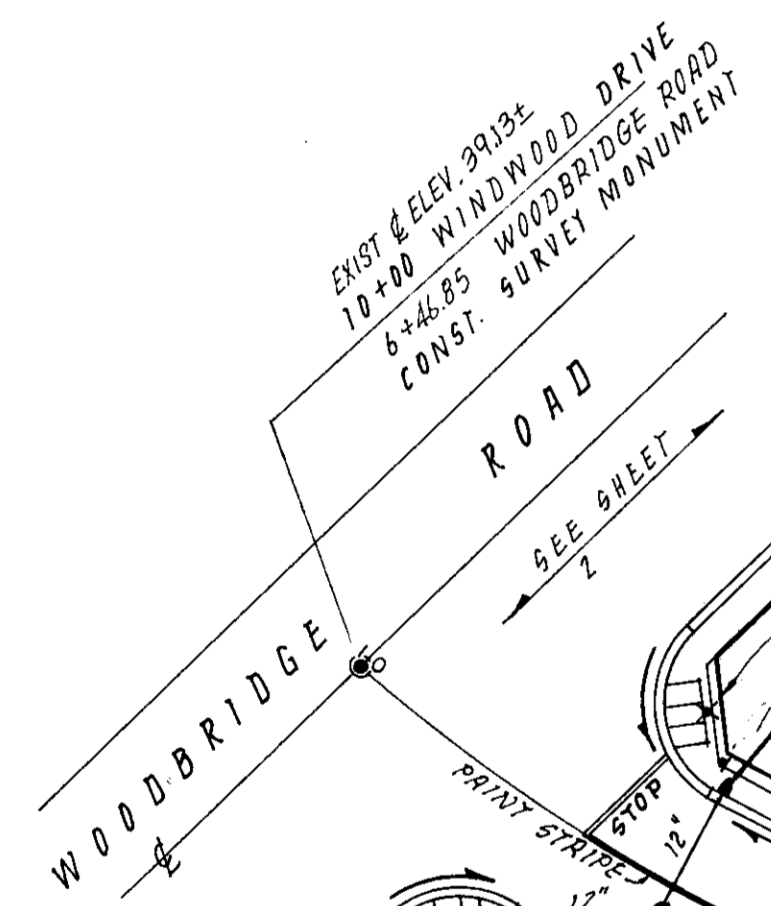 EXIST ℄ ELEV. 39.13±
10+00 WINDWOOD DRIVE
6+46.85 WOODBRIDGE ROAD
CONST. SURVEY MONUMENT
WOODBRIDGE ROAD
℄
SEE SHEET
2
PAINT STRIPE
STOP
12"
12"